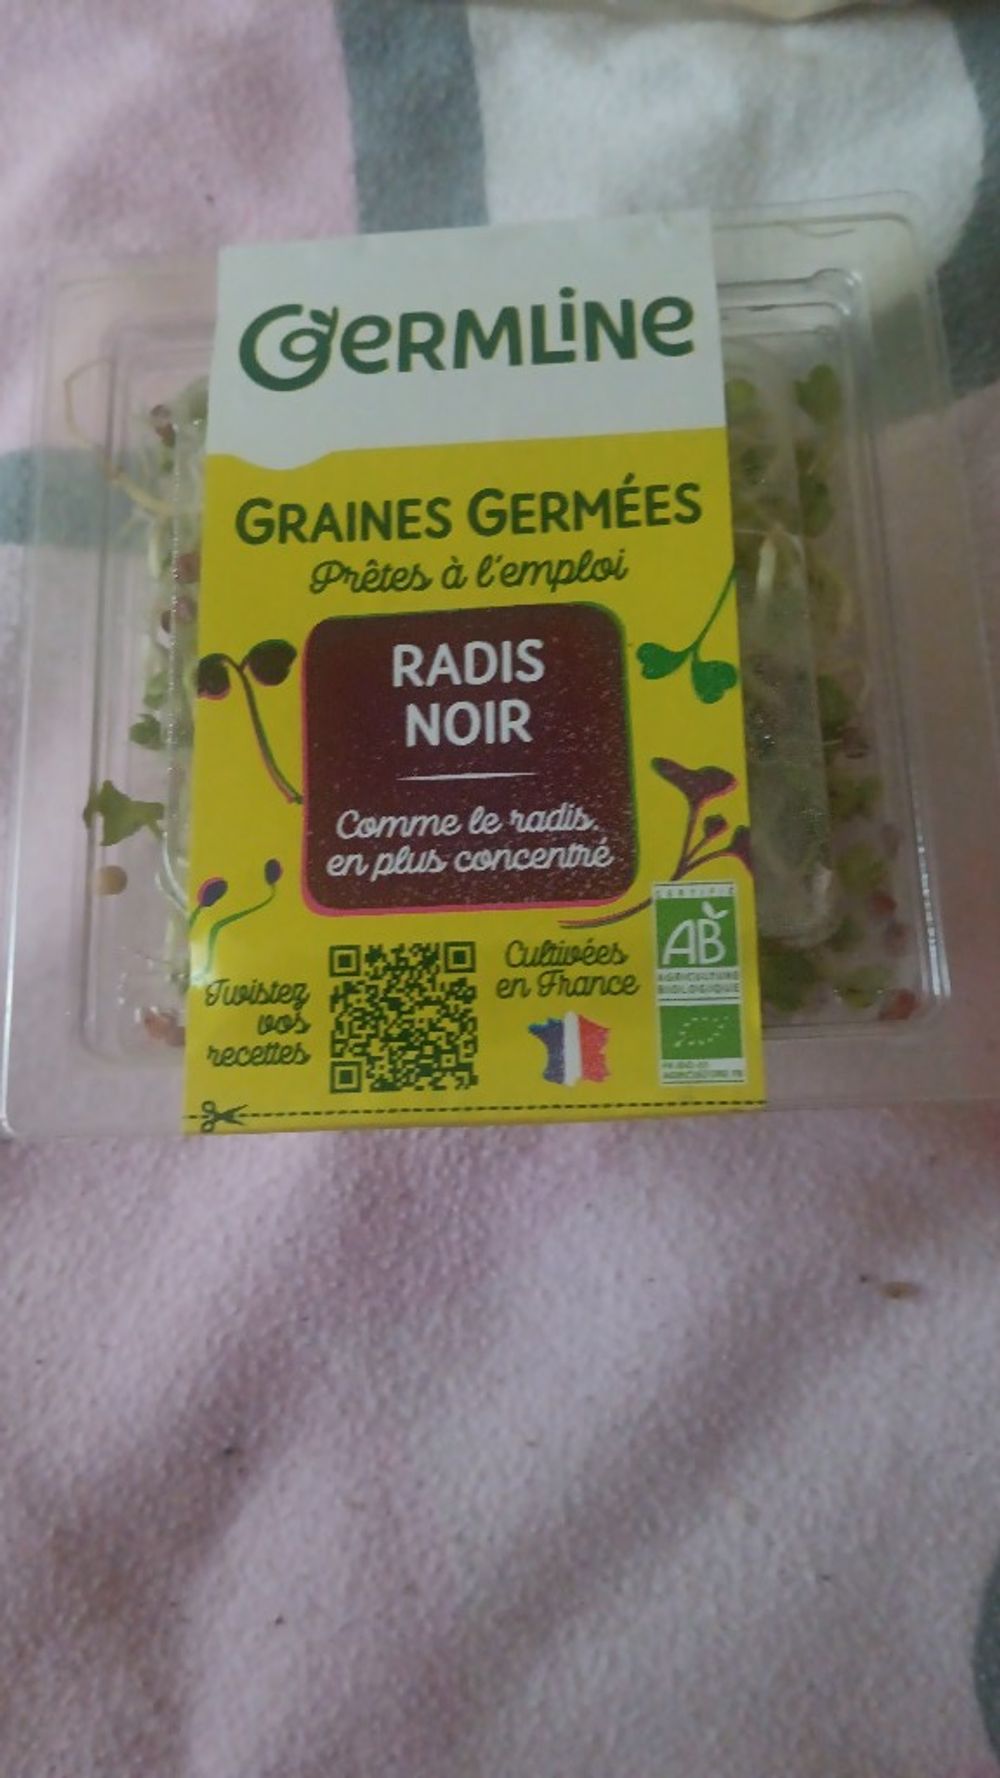 GERMLINE
GRAINES GERMÉES
Prêtes à l'emploi
RADIS
NOIR
Comme le radis.
en plus concentré
Twistez
vos
recettes
Cultivées
en France
CERTIFIÉ
AB
AGRICULTURE
BIOLOGIQUE